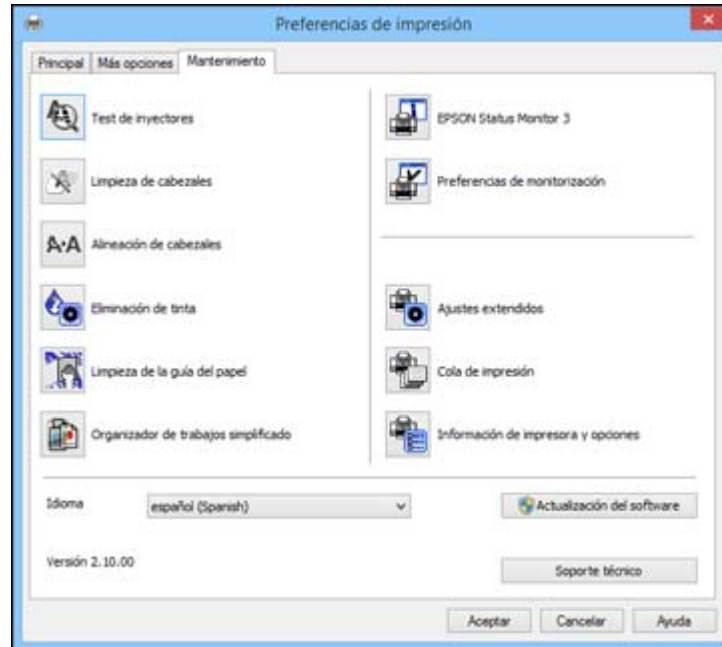 Preferencias de impresión
Principal
Más opciones
Mantenimiento
Test de inyectores
Limpieza de cabezales
A·A
Alineación de cabezales
Eliminación de tinta
Limpieza de la guía del papel
Organizador de trabajos simplificado
EPSON Status Monitor 3
Preferencias de monitorización
Ajustes extendidos
Cola de impresión
Información de impresora y opciones
Idioma
español (Spanish)
Actualización del software
Versión 2.10.00
Soporte técnico
Aceptar
Cancelar
Ayuda